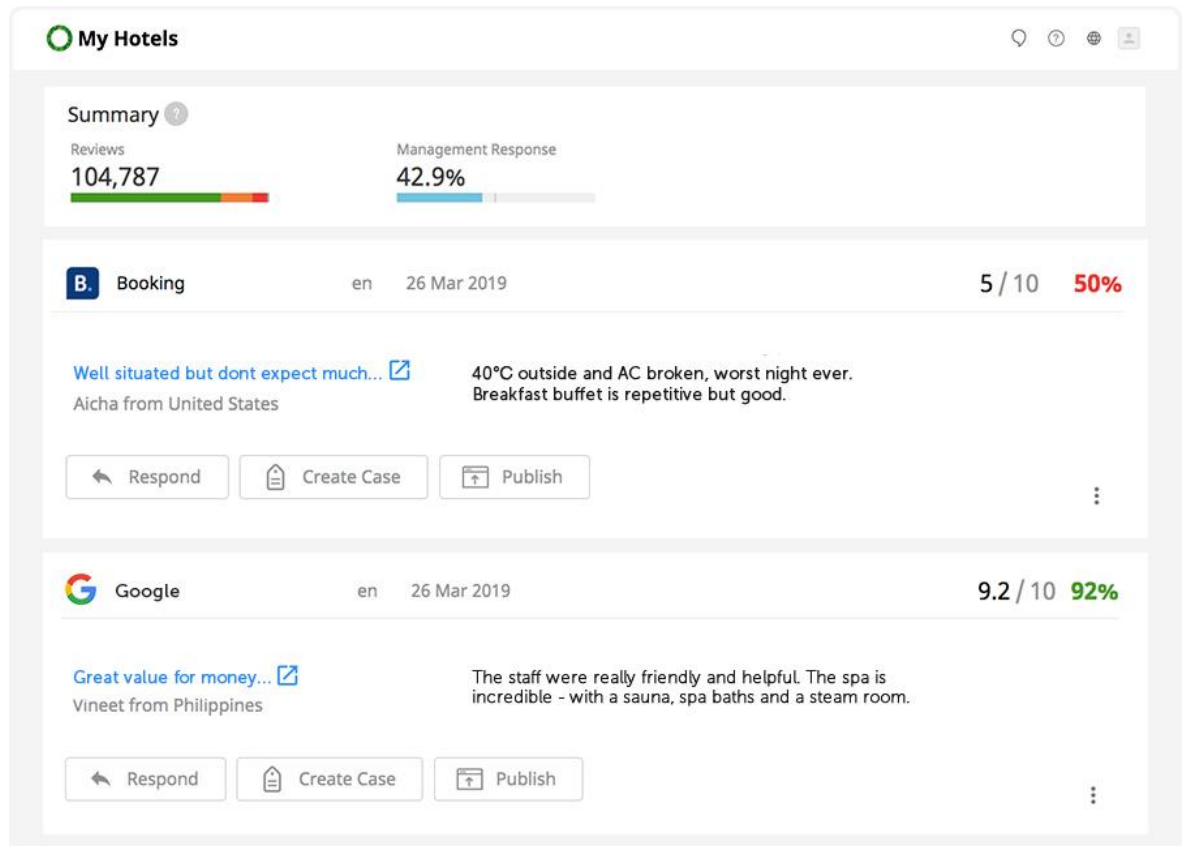 My Hotels
?
Summary ?
Reviews
104,787
Management Response
42.9%
B. Booking en 26 Mar 2019 5 / 10 50%
Well situated but dont expect much...
Aicha from United States
40°C outside and AC broken, worst night ever.
Breakfast buffet is repetitive but good.
Respond Create Case Publish
G Google en 26 Mar 2019 9.2 / 10 92%
Great value for money...
Vineet from Philippines
The staff were really friendly and helpful. The spa is
incredible - with a sauna, spa baths and a steam room.
Respond Create Case Publish